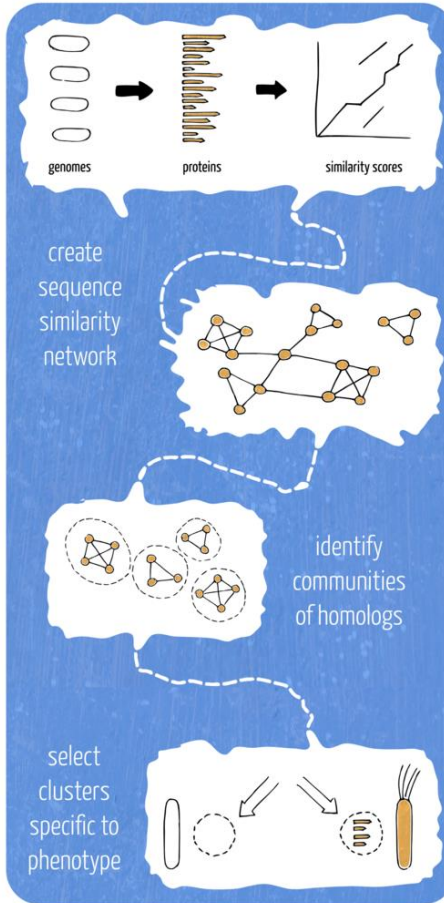 genomes
proteins
similarity scores
create
sequence
similarity
network
identify
communities
of homologs
select
clusters
specific to
phenotype